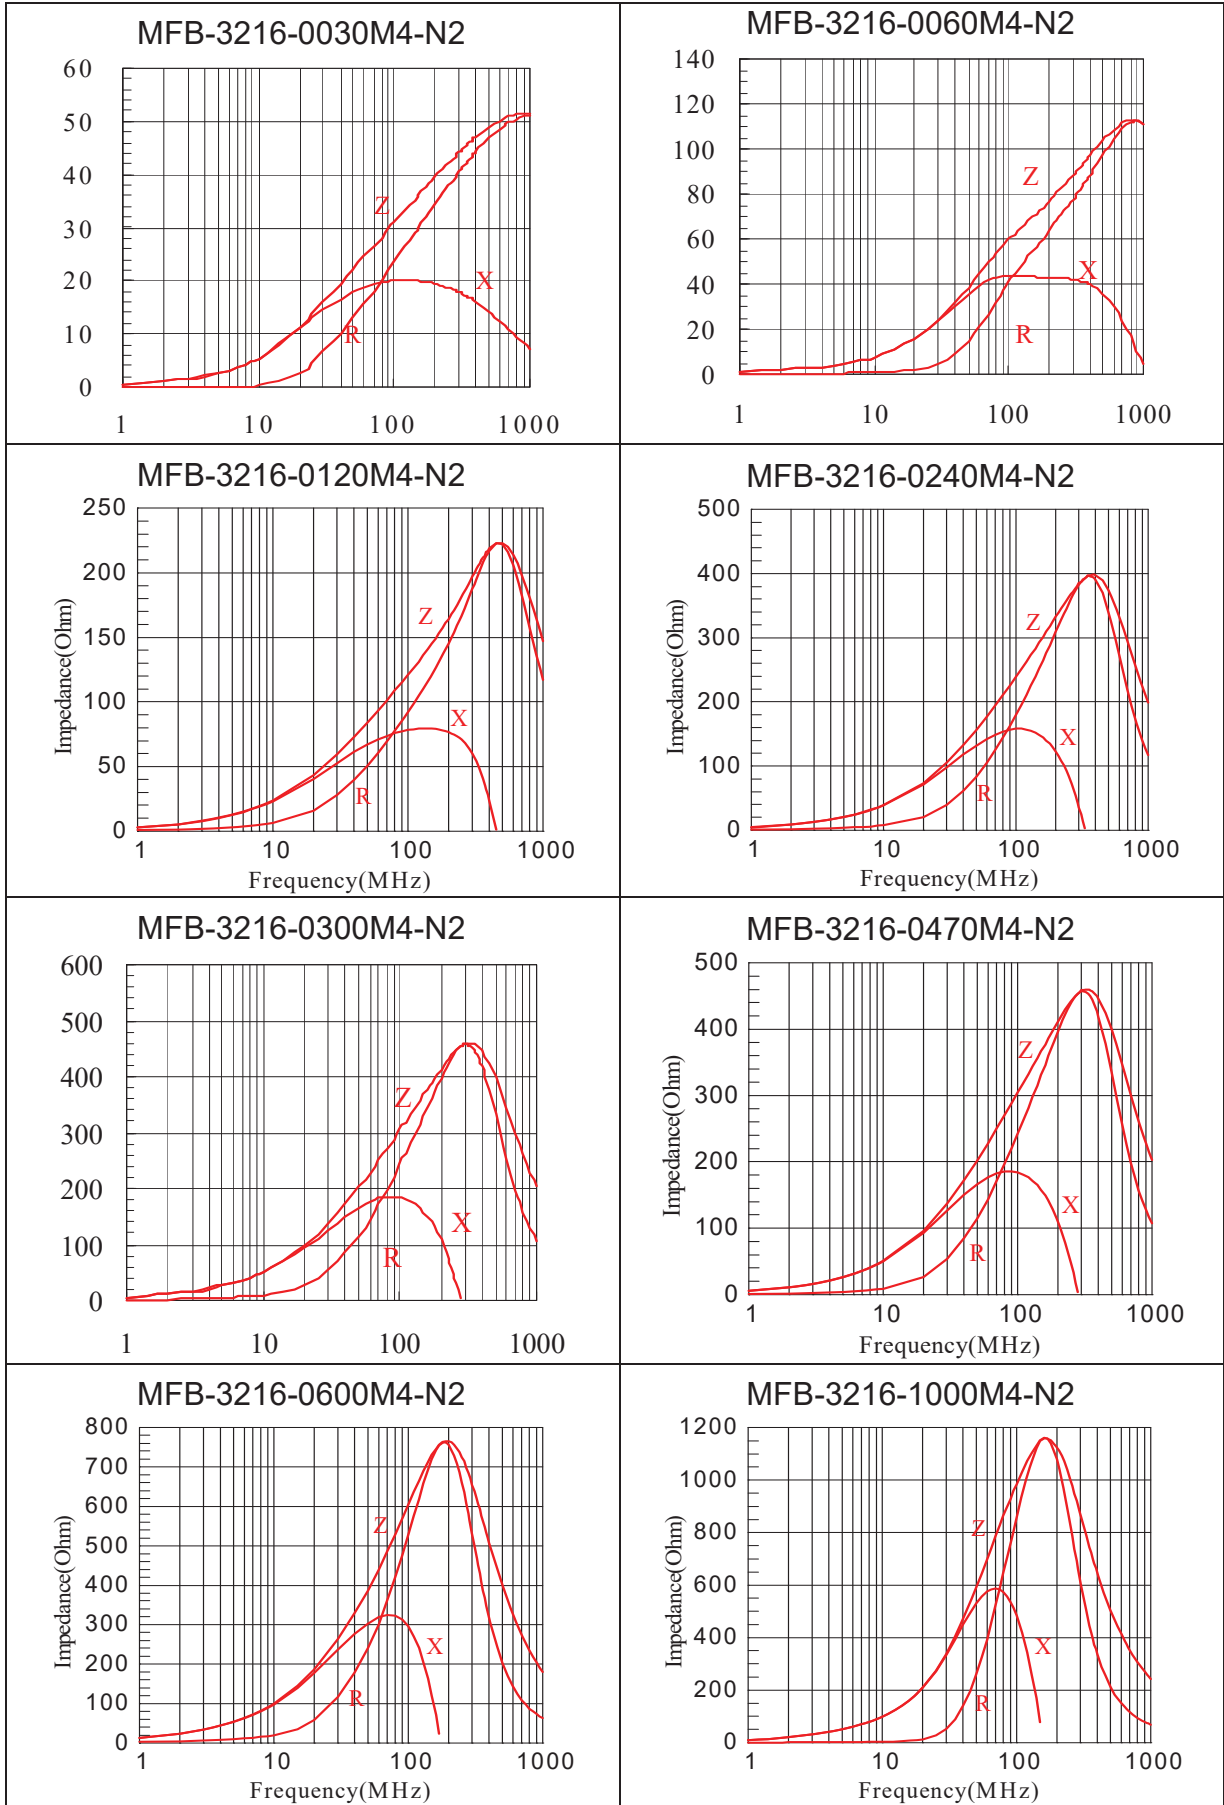 MFB-3216-0030M4-N2
60
50
40
30
20
10
0
Z
X
R
1 10 100 1000
MFB-3216-0060M4-N2
140
120
100
80
60
40
20
0
Z
X
R
1 10 100 1000
MFB-3216-0120M4-N2
Impedance(Ohm)
250
200
150
100
50
0
Z
X
R
1 10 100 1000
Frequency(MHz)
MFB-3216-0240M4-N2
Impedance(Ohm)
500
400
300
200
100
0
Z
X
R
1 10 100 1000
Frequency(MHz)
MFB-3216-0300M4-N2
600
500
400
300
200
100
0
Z
X
R
1 10 100 1000
MFB-3216-0470M4-N2
Impedance(Ohm)
500
400
300
200
100
0
Z
X
R
1 10 100 1000
Frequency(MHz)
MFB-3216-0600M4-N2
Impedance(Ohm)
800
700
600
500
400
300
200
100
0
Z
X
R
1 10 100 1000
Frequency(MHz)
MFB-3216-1000M4-N2
Impedance(Ohm)
1200
1000
800
600
400
200
0
Z
X
R
1 10 100 1000
Frequency(MHz)